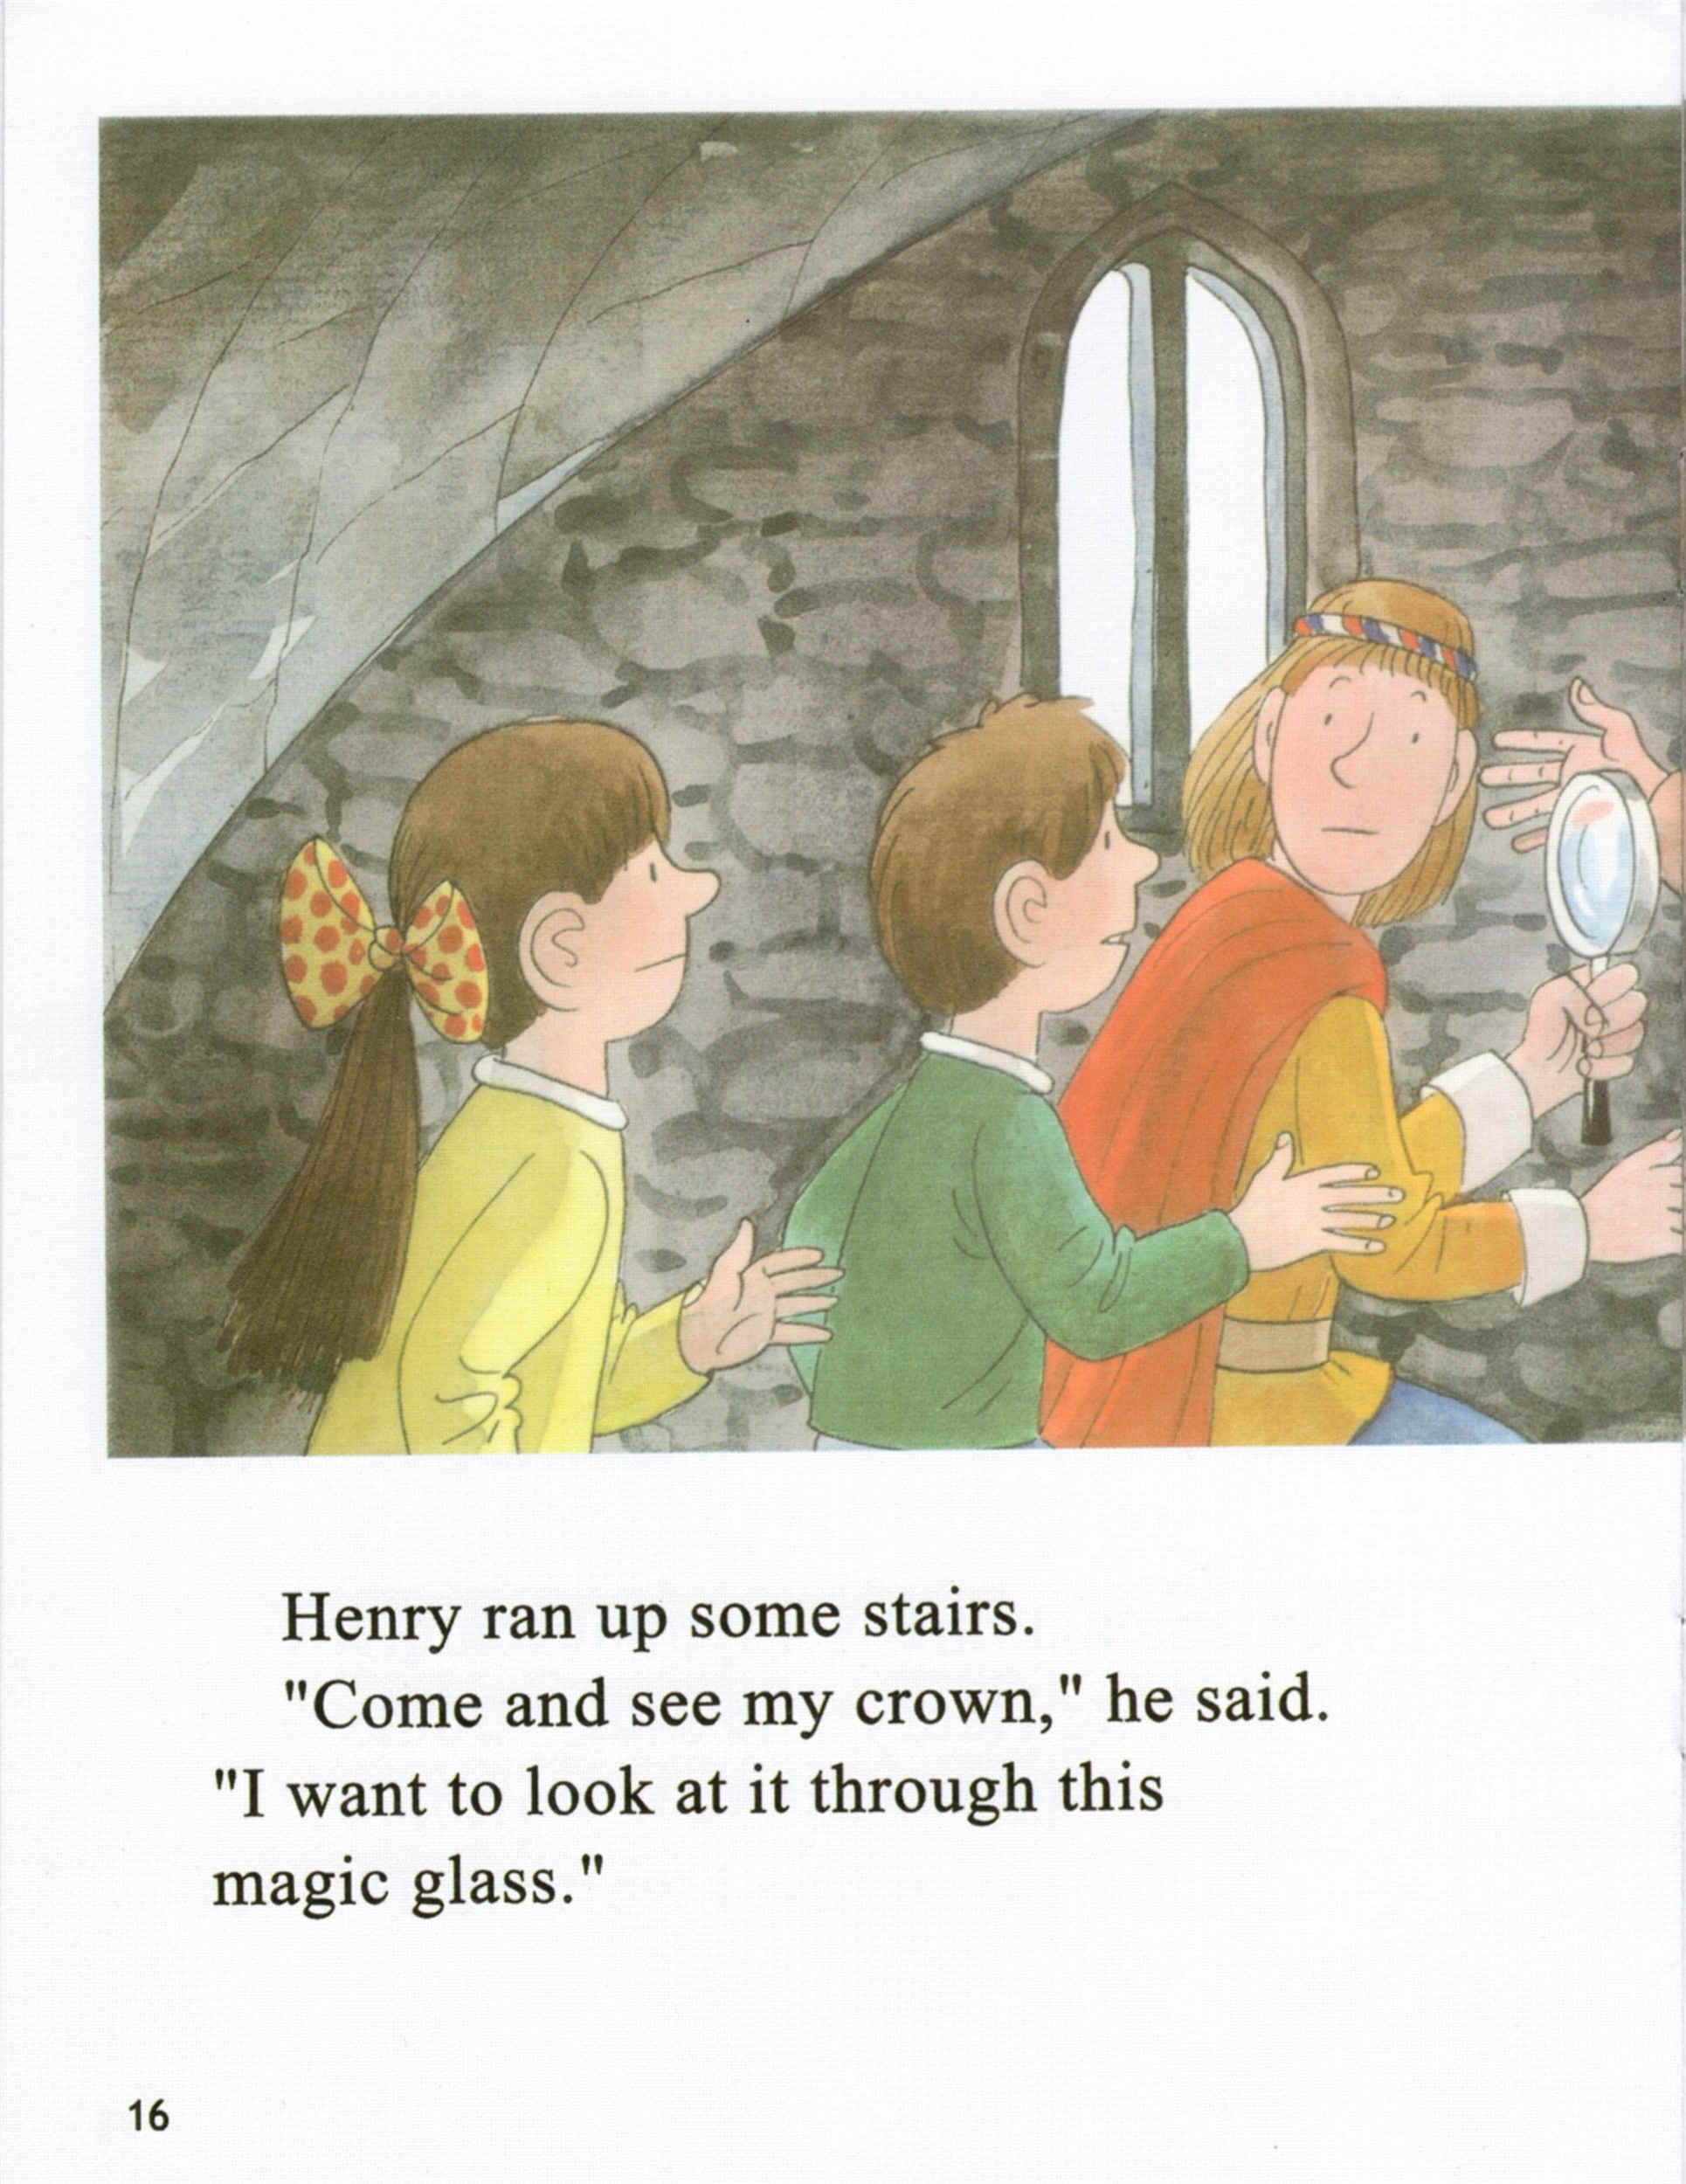 Henry ran up some stairs.
"Come and see my crown," he said.
"I want to look at it through this
magic glass."
16